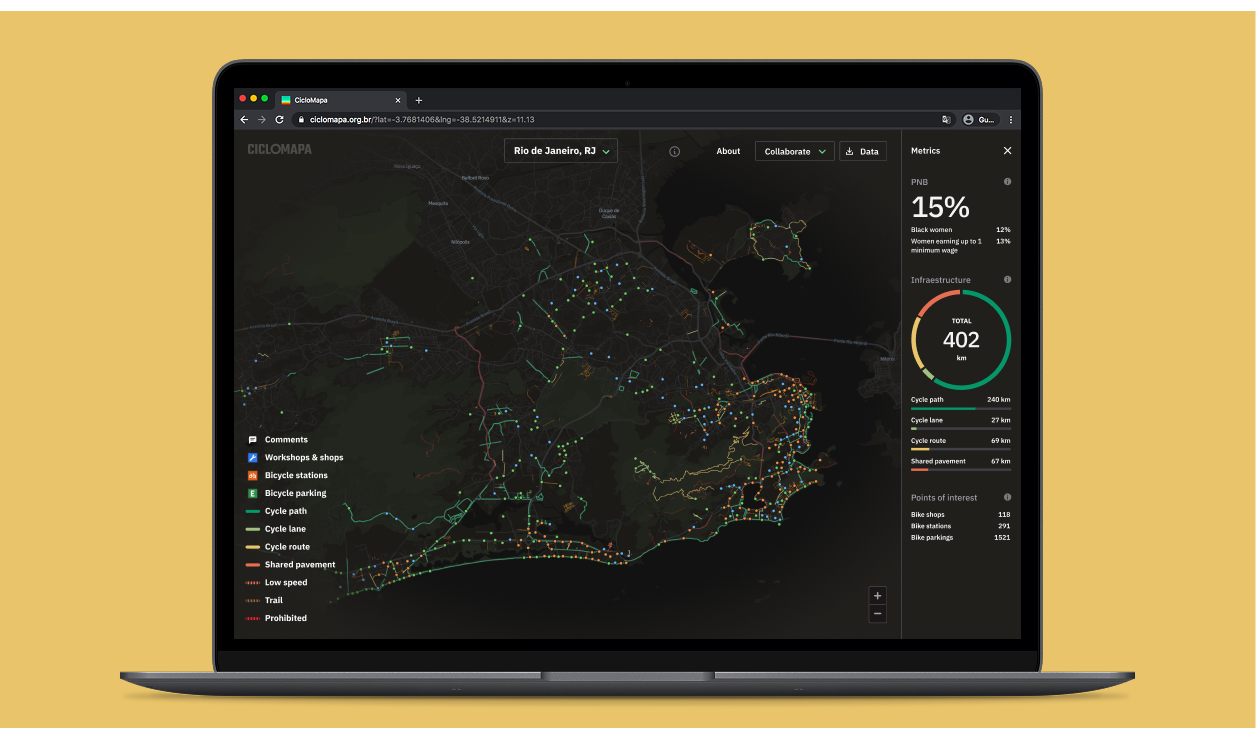 CicloMapa
ciclomapa.org.br/?lat=-3.7681406&lng=-38.5214911&z=11.13
Gu...
CICLOMAPA
Rio de Janeiro, RJ
About
Collaborate
Data
Metrics
PNB
15%
Black women 12%
Women earning up to 1 13%
minimum wage
Infraestructure
TOTAL
402
km
Cycle path 240 km
Cycle lane 27 km
Cycle route 69 km
Shared pavement 67 km
Points of interest
Bike shops 118
Bike stations 291
Bike parkings 1521
Belford Roxo
Mesquita
Duque de
Caxias
Nilópolis
Comments
Workshops & shops
Bicycle stations
E
Bicycle parking
Cycle path
Cycle lane
Cycle route
Shared pavement
Low speed
Trail
Prohibited